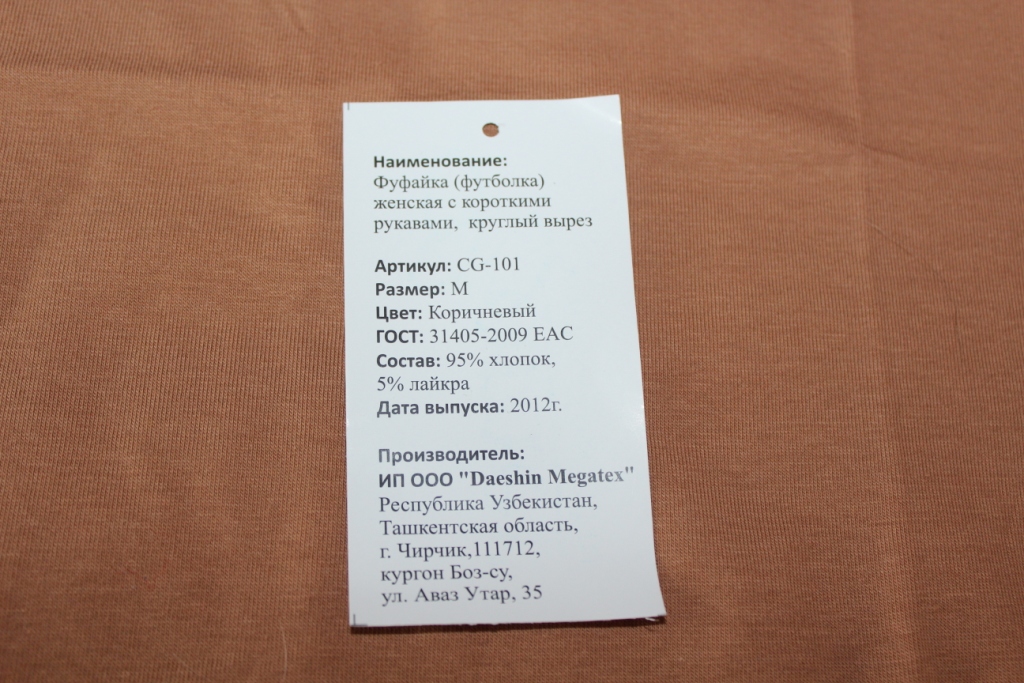 Наименование:
Фуфайка (футболка)
женская с короткими
рукавами, круглый вырез
Артикул: CG-101
Размер: M
Цвет: Коричневый
ГОСТ: 31405-2009 ЕАС
Состав: 95% хлопок,
5% лайкра
Дата выпуска: 2012г.
Производитель:
ИП ООО "Daeshin Megatex"
Республика Узбекистан,
Ташкентская область,
г. Чирчик,111712,
кургон Боз-су,
ул. Аваз Утар, 35